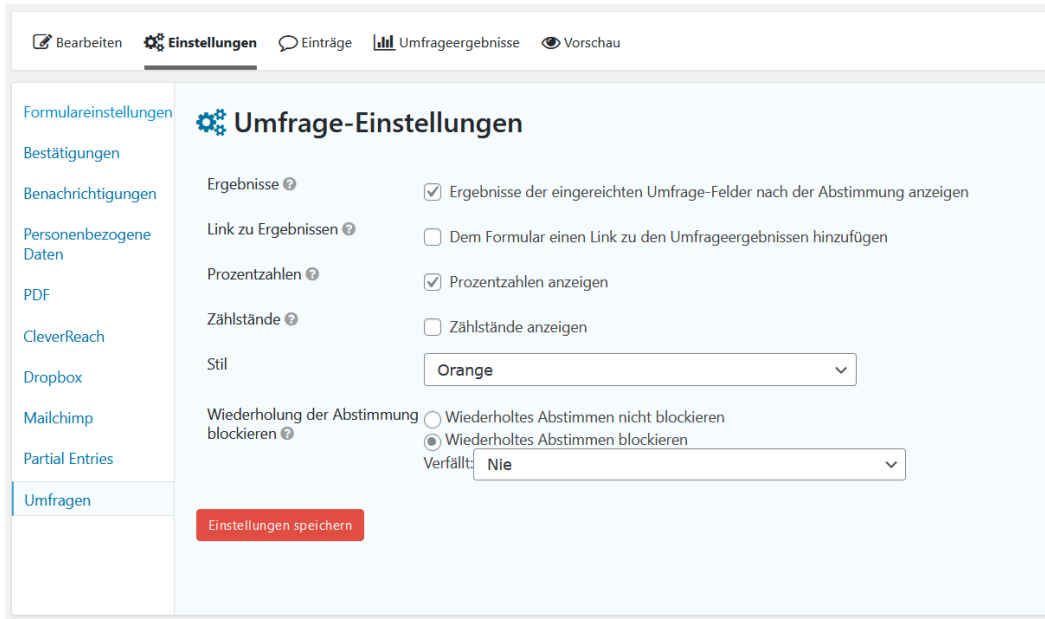 Bearbeiten Einstellungen Einträge Umfrageergebnisse Vorschau
Formulareinstellungen
Bestätigungen
Benachrichtigungen
Personenbezogene
Daten
PDF
CleverReach
Dropbox
Mailchimp
Partial Entries
Umfragen
Umfrage-Einstellungen
Ergebnisse
Ergebnisse der eingereichten Umfrage-Felder nach der Abstimmung anzeigen
Link zu Ergebnissen
Dem Formular einen Link zu den Umfrageergebnissen hinzufügen
Prozentzahlen
Prozentzahlen anzeigen
Zählstände
Zählstände anzeigen
Stil
Orange
Wiederholung der Abstimmung
blockieren
Wiederholtes Abstimmen nicht blockieren
Wiederholtes Abstimmen blockieren
Verfällt: Nie
Einstellungen speichern